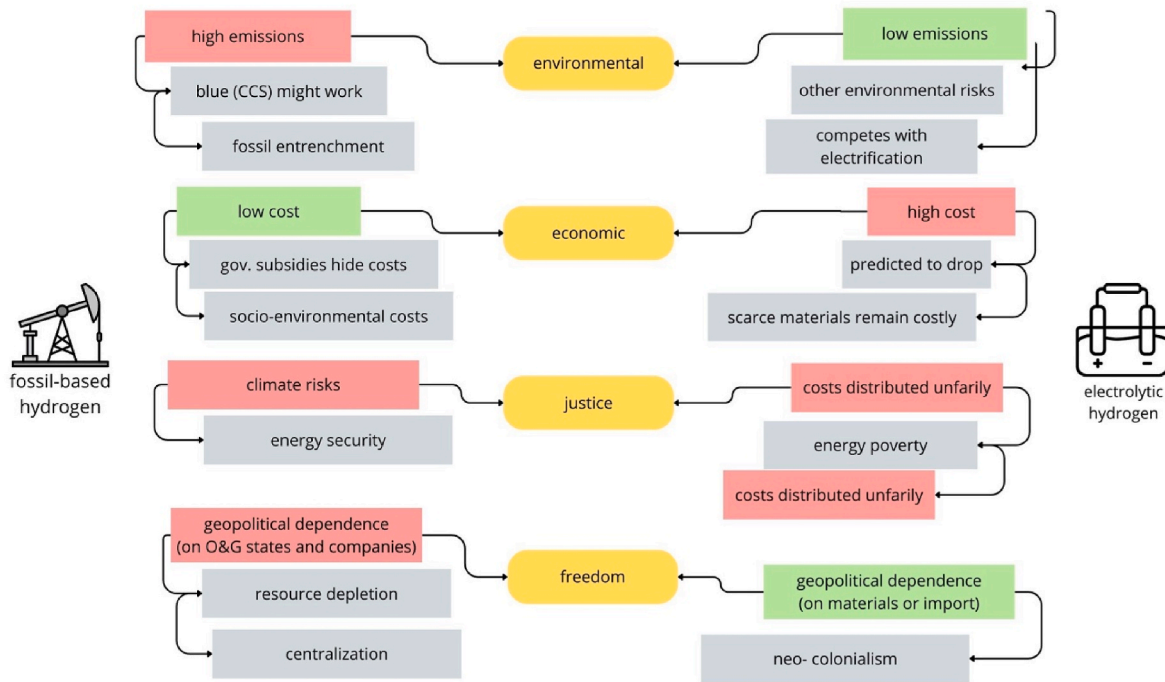 high emissions
environmental
low emissions
blue (CCS) might work
other environmental risks
fossil entrenchment
competes with
electrification
low cost
economic
high cost
gov. subsidies hide costs
predicted to drop
socio-environmental costs
scarce materials remain costly
fossil-based
hydrogen
+ −
electrolytic
hydrogen
climate risks
justice
costs distributed unfarily
energy security
energy poverty
costs distributed unfarily
geopolitical dependence
(on O&G states and companies)
freedom
geopolitical dependence
(on materials or import)
resource depletion
centralization
neo- colonialism